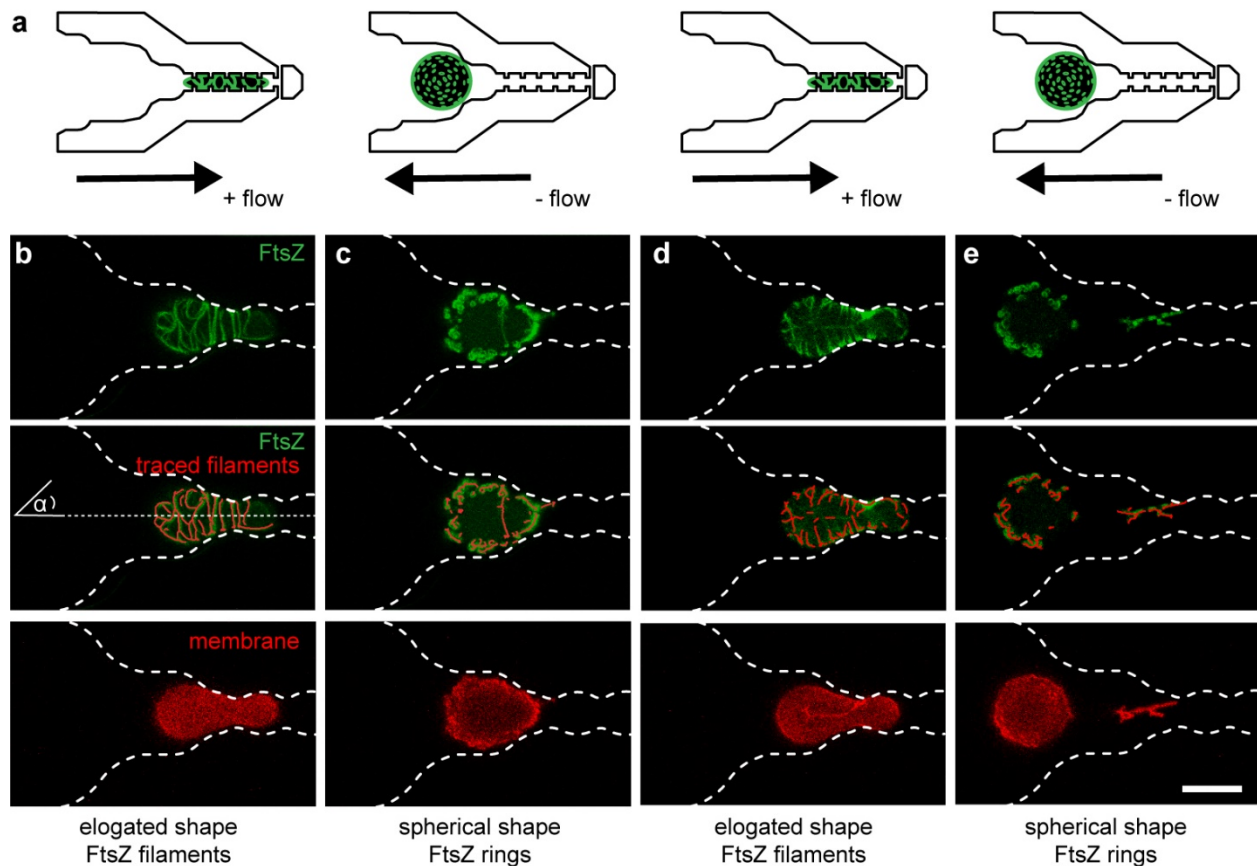 a
+ flow
- flow
+ flow
- flow
b
FtsZ
c
d
e
FtsZ
traced filaments
α
membrane
elogated shape
FtsZ filaments
spherical shape
FtsZ rings
elogated shape
FtsZ filaments
spherical shape
FtsZ rings